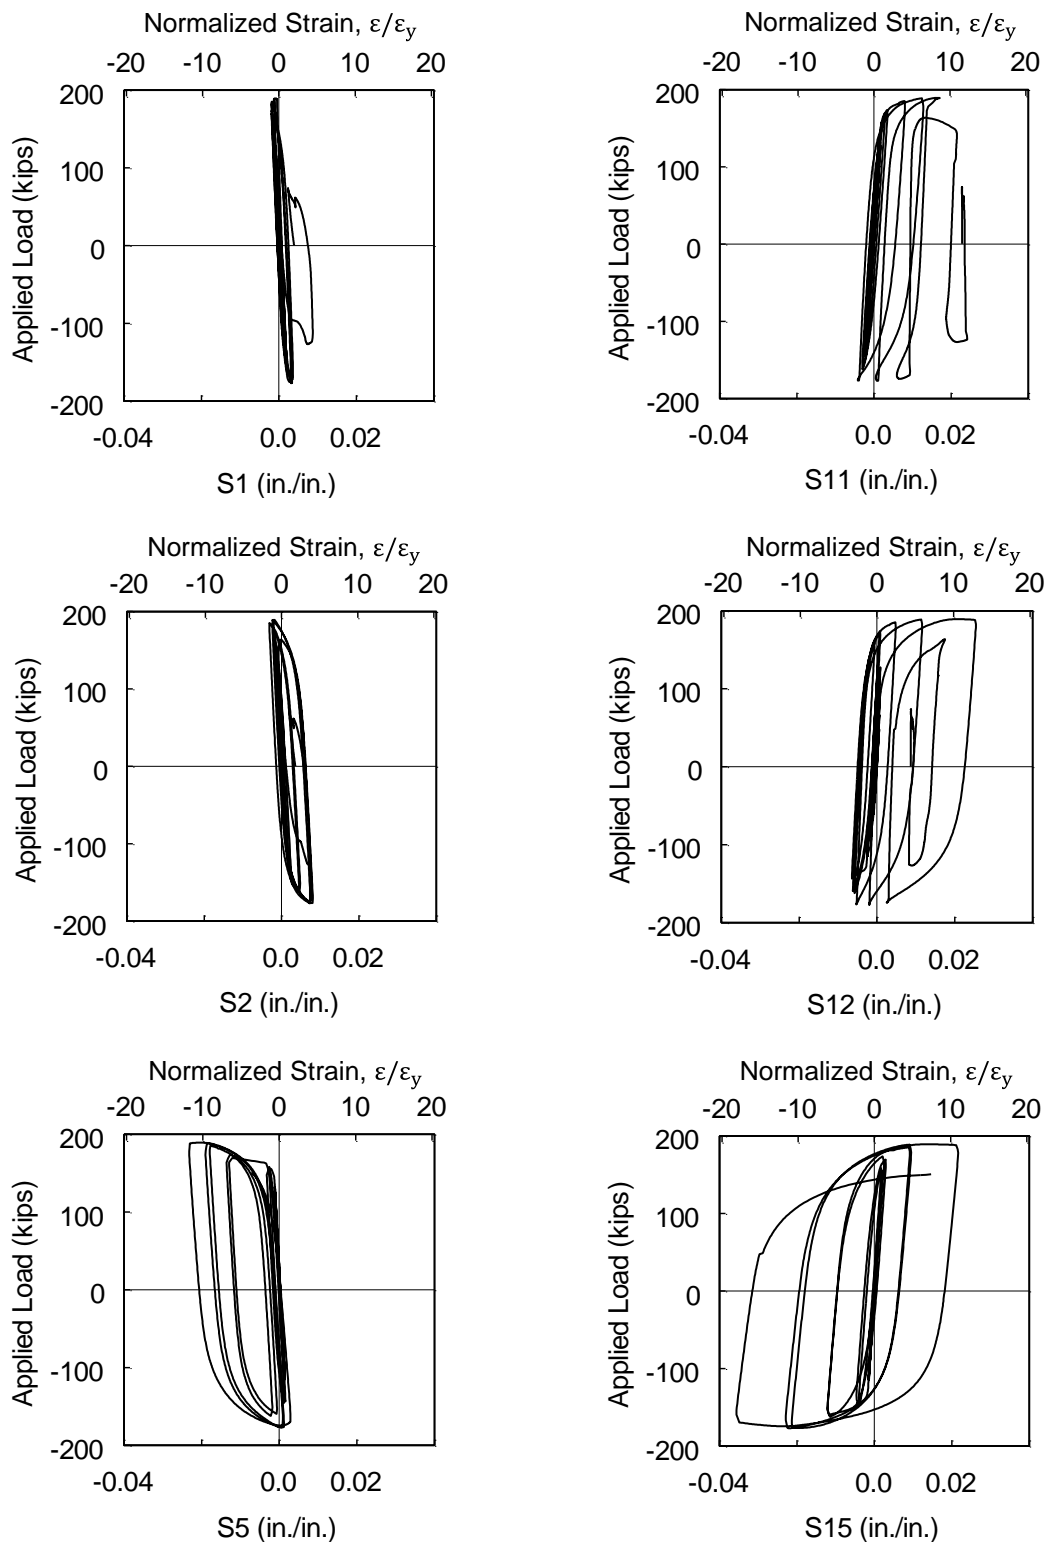 Normalized Strain, ε/εy
-20 -10 0 10 20
200
100
0
-100
-200
Applied Load (kips)
-0.04 0.0 0.02
S1 (in./in.)
Normalized Strain, ε/εy
-20 -10 0 10 20
200
100
0
-100
-200
Applied Load (kips)
-0.04 0.0 0.02
S11 (in./in.)
Normalized Strain, ε/εy
-20 -10 0 10 20
200
100
0
-100
-200
Applied Load (kips)
-0.04 0.0 0.02
S2 (in./in.)
Normalized Strain, ε/εy
-20 -10 0 10 20
200
100
0
-100
-200
Applied Load (kips)
-0.04 0.0 0.02
S12 (in./in.)
Normalized Strain, ε/εy
-20 -10 0 10 20
200
100
0
-100
-200
Applied Load (kips)
-0.04 0.0 0.02
S5 (in./in.)
Normalized Strain, ε/εy
-20 -10 0 10 20
200
100
0
-100
-200
Applied Load (kips)
-0.04 0.0 0.02
S15 (in./in.)